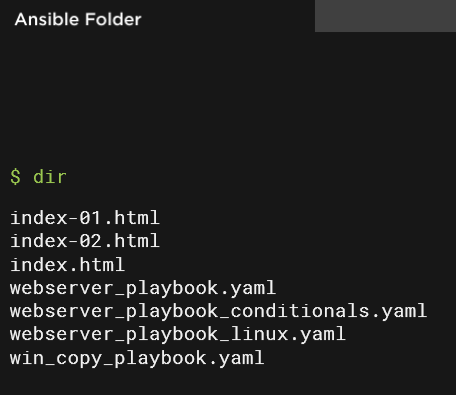 Ansible Folder
$ dir
index-01.html
index-02.html
index.html
webserver_playbook.yaml
webserver_playbook_conditionals.yaml
webserver_playbook_linux.yaml
win_copy_playbook.yaml